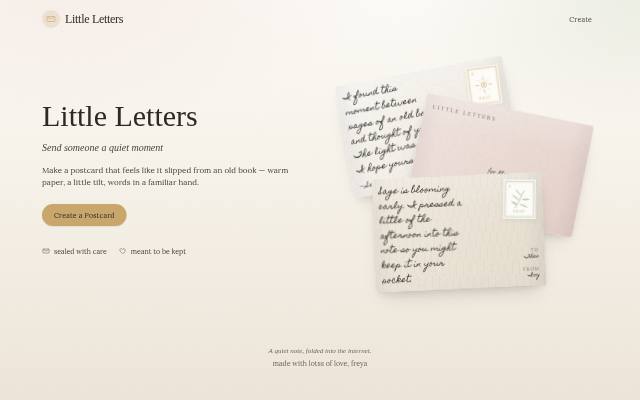 Little Letters
Create
Little Letters
Send someone a quiet moment
Make a postcard that feels like it slipped from an old book — warm
paper, a little tilt, words in a familiar hand.
Create a Postcard
sealed with care
meant to be kept
I found this
moment between
pages of an old bo
and thought of y
The light was
I hope yours
LITTLE LETTERS
for
Sage is blooming
early. I pressed a
little of the
afternoon into this
note so you might
keep it in your
pocket.
TO
FROM
Ivy
A quiet note, folded into the internet.
made with lotss of love, freya